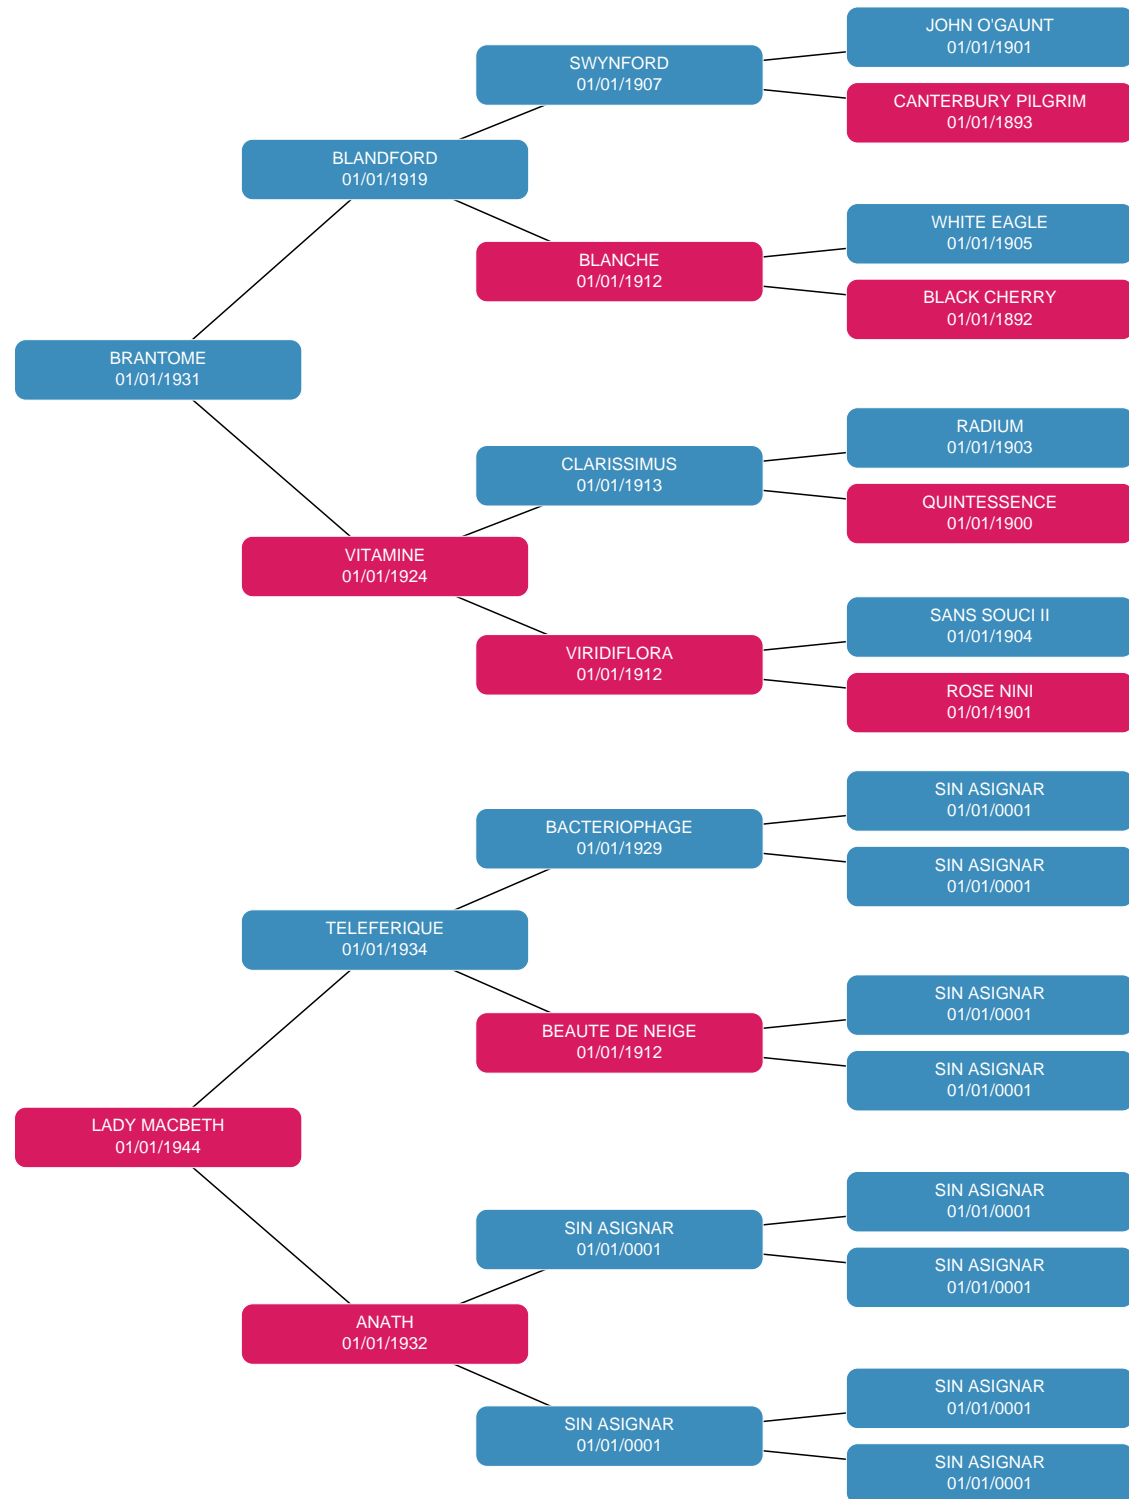 JOHN O'GAUNT
01/01/1901
SWYNFORD
01/01/1907
CANTERBURY PILGRIM
01/01/1893
BLANDFORD
01/01/1919
WHITE EAGLE
01/01/1905
BLANCHE
01/01/1912
BLACK CHERRY
01/01/1892
BRANTOME
01/01/1931
RADIUM
01/01/1903
CLARISSIMUS
01/01/1913
QUINTESSENCE
01/01/1900
VITAMINE
01/01/1924
SANS SOUCI II
01/01/1904
VIRIDIFLORA
01/01/1912
ROSE NINI
01/01/1901
SIN ASIGNAR
01/01/0001
BACTERIOPHAGE
01/01/1929
SIN ASIGNAR
01/01/0001
TELEFERIQUE
01/01/1934
SIN ASIGNAR
01/01/0001
BEAUTE DE NEIGE
01/01/1912
SIN ASIGNAR
01/01/0001
LADY MACBETH
01/01/1944
SIN ASIGNAR
01/01/0001
SIN ASIGNAR
01/01/0001
SIN ASIGNAR
01/01/0001
ANATH
01/01/1932
SIN ASIGNAR
01/01/0001
SIN ASIGNAR
01/01/0001
SIN ASIGNAR
01/01/0001